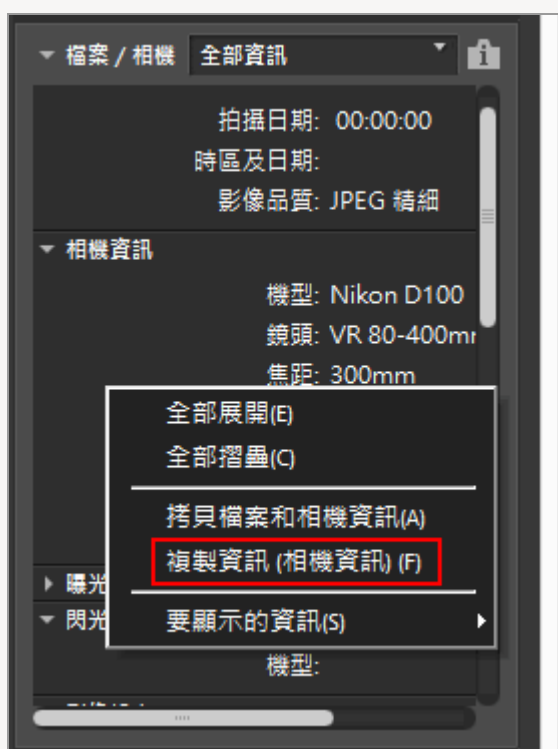 檔案 / 相機 全部資訊
拍攝日期: 00:00:00
時區及日期:
影像品質: JPEG 精細
相機資訊
機型: Nikon D100
鏡頭: VR 80-400mm
焦距: 300mm
全部展開(E)
全部摺疊(C)
拷貝檔案和相機資訊(A)
複製資訊 (相機資訊) (F)
曝光
要顯示的資訊(S)
閃光
機型: